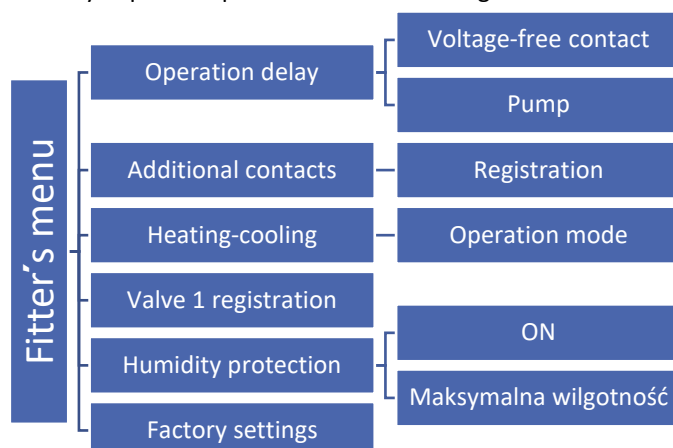 Fitter´s menu
Operation delay
Voltage-free contact
Pump
Additional contacts
Registration
Heating-cooling
Operation mode
Valve 1 registration
Humidity protection
ON
Maksymalna wilgotność
Factory settings